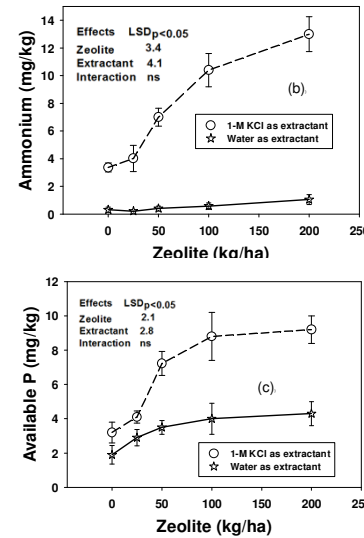 14
12
10
8
6
4
2
0
Ammonium (mg/kg)
Effects LSDp<0.05
Zeolite 3.4
Extractant 4.1
Interaction ns
(b)
1-M KCl as extractant
Water as extractant
0 50 100 150 200 250
Zeolite (kg/ha)
12
10
8
6
4
2
0
Available P (mg/kg)
Effects LSDp<0.05
Zeolite 2.1
Extractant 2.8
Interaction ns
(c)
1-M KCl as extractant
Water as extractant
0 50 100 150 200 25
Zeolite (kg/ha)